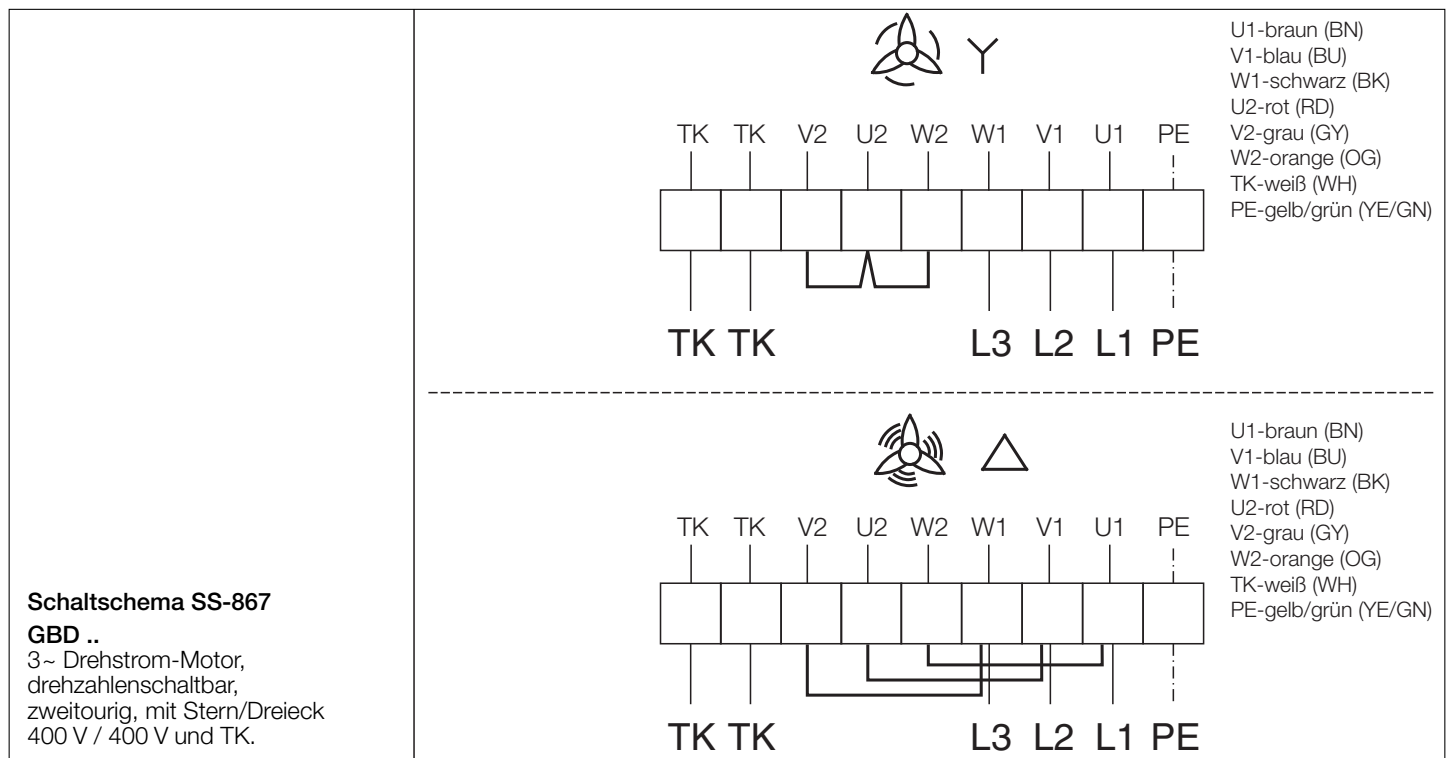 U1-braun (BN)
V1-blau (BU)
W1-schwarz (BK)
U2-rot (RD)
V2-grau (GY)
W2-orange (OG)
TK-weiß (WH)
PE-gelb/grün (YE/GN)
TK TK V2 U2 W2 W1 V1 U1 PE
TK TK L3 L2 L1 PE
U1-braun (BN)
V1-blau (BU)
W1-schwarz (BK)
U2-rot (RD)
V2-grau (GY)
W2-orange (OG)
TK-weiß (WH)
PE-gelb/grün (YE/GN)
TK TK V2 U2 W2 W1 V1 U1 PE
TK TK L3 L2 L1 PE
Schaltschema SS-867
GBD ..
3~ Drehstrom-Motor,
drehzahlenschaltbar,
zweitourig, mit Stern/Dreieck
400 V / 400 V und TK.